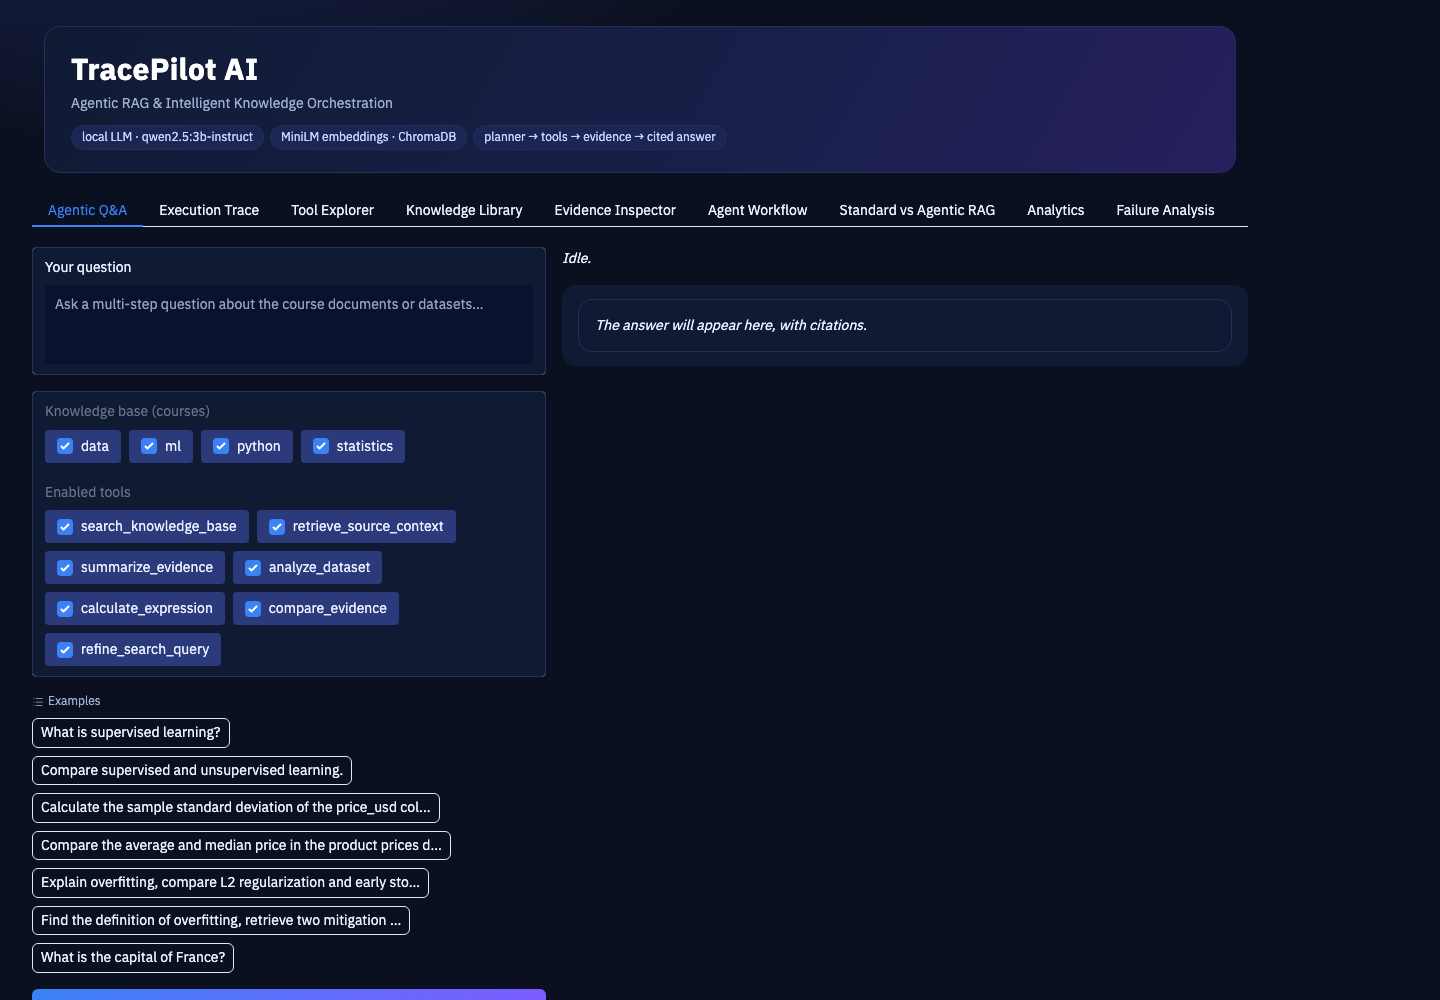 TracePilot AI
Agentic RAG & Intelligent Knowledge Orchestration
local LLM · qwen2.5:3b-instruct
MiniLM embeddings · ChromaDB
planner → tools → evidence → cited answer
Agentic Q&A
Execution Trace
Tool Explorer
Knowledge Library
Evidence Inspector
Agent Workflow
Standard vs Agentic RAG
Analytics
Failure Analysis
Your question
Ask a multi-step question about the course documents or datasets...
Idle.
The answer will appear here, with citations.
Knowledge base (courses)
data
ml
python
statistics
Enabled tools
search_knowledge_base
retrieve_source_context
summarize_evidence
analyze_dataset
calculate_expression
compare_evidence
refine_search_query
Examples
What is supervised learning?
Compare supervised and unsupervised learning.
Calculate the sample standard deviation of the price_usd col...
Compare the average and median price in the product prices d...
Explain overfitting, compare L2 regularization and early sto...
Find the definition of overfitting, retrieve two mitigation ...
What is the capital of France?